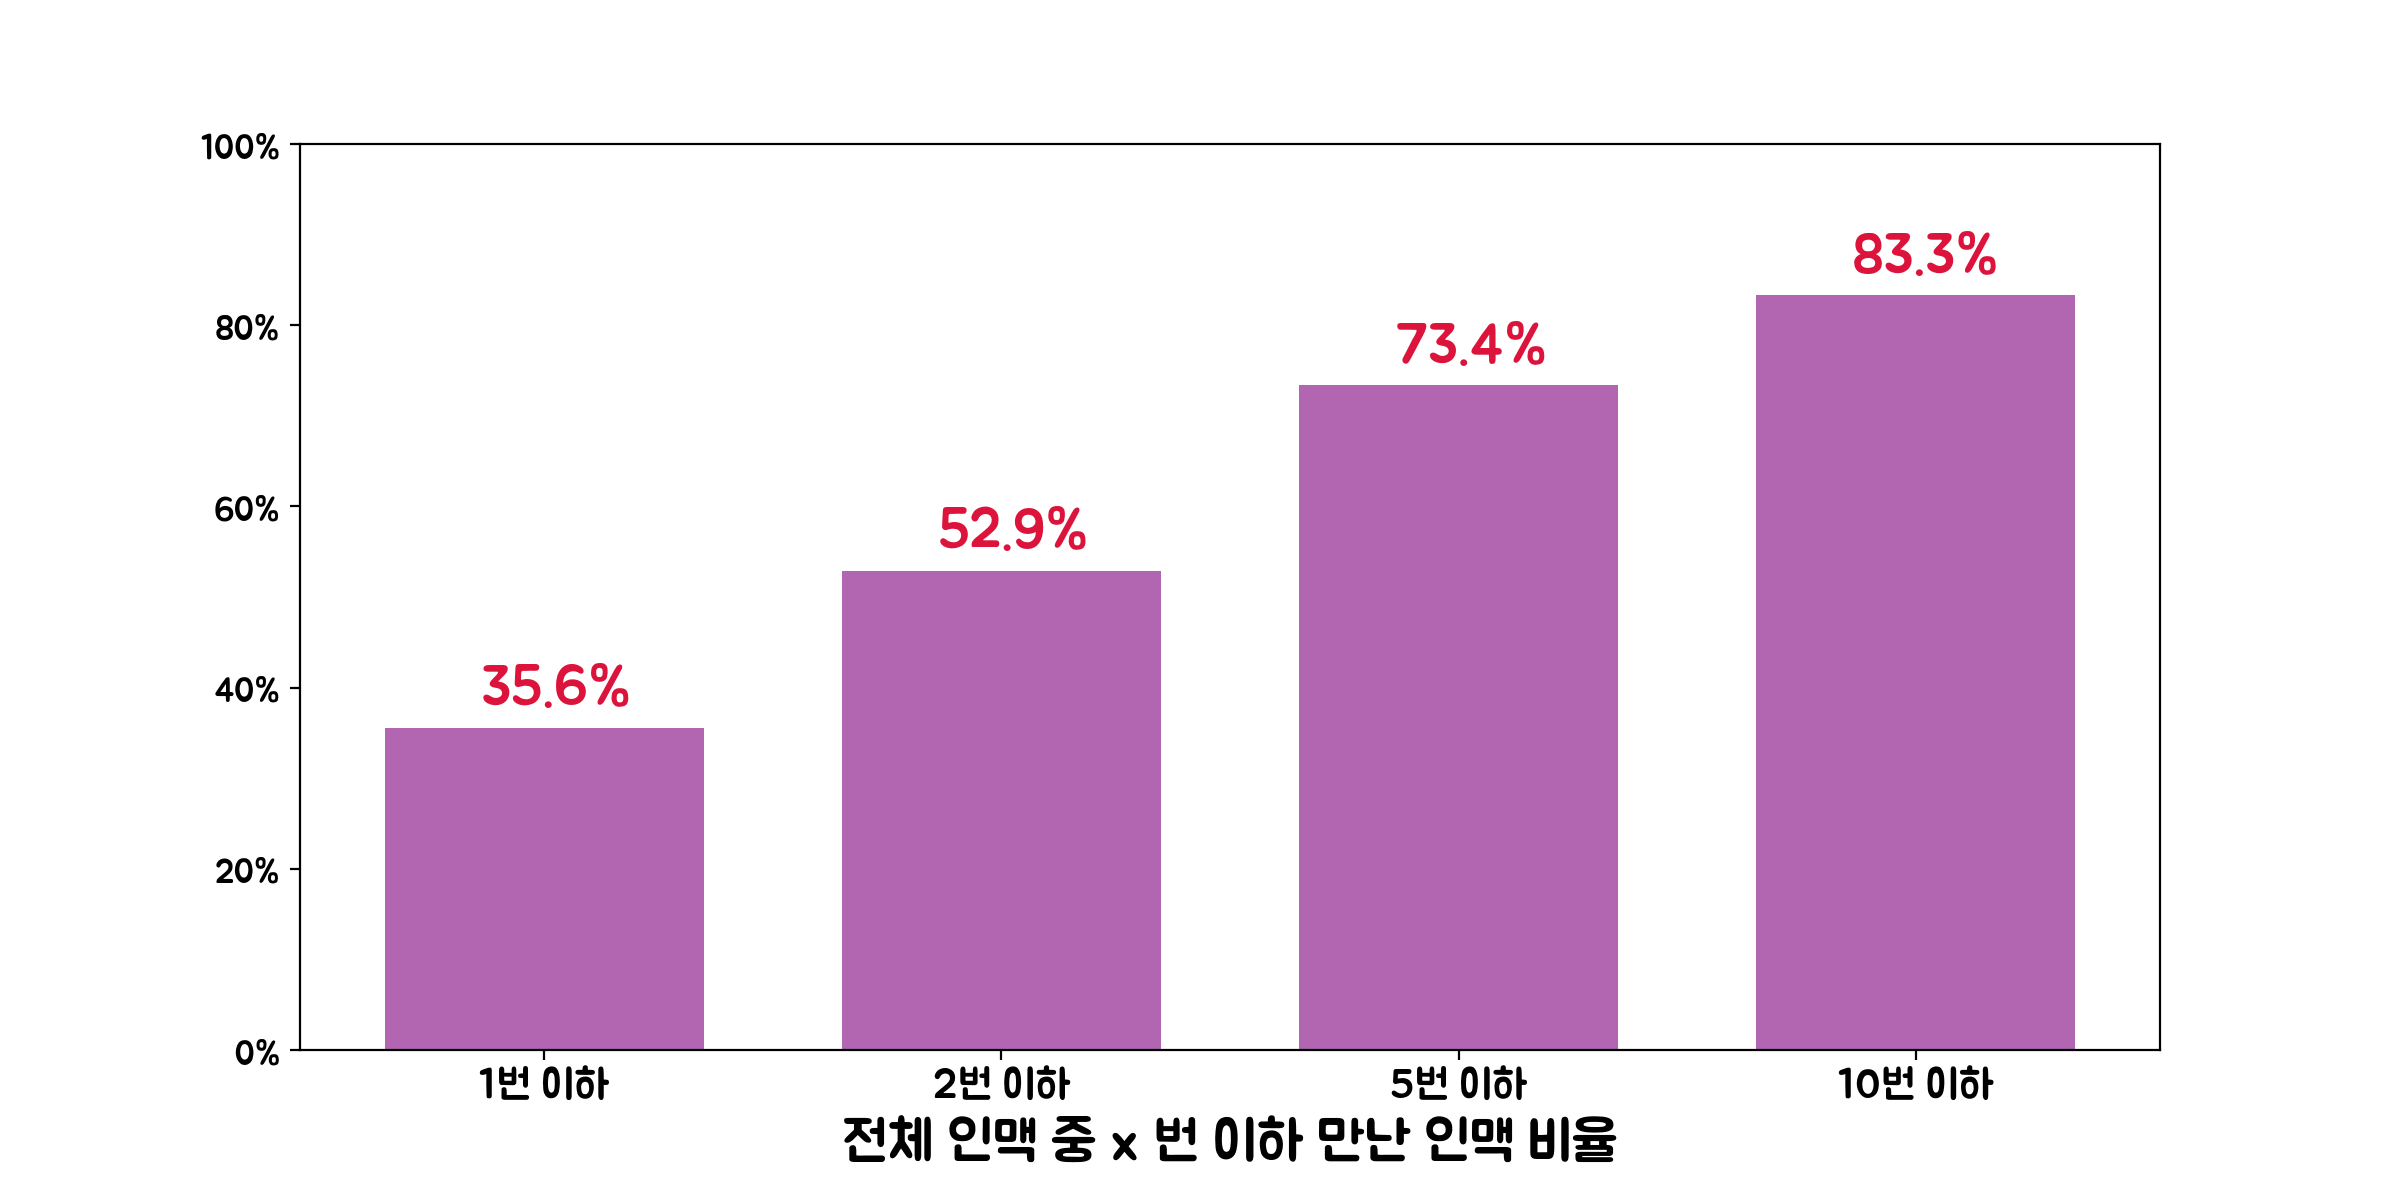 100%
80%
60%
40%
20%
0%
35.6%
52.9%
73.4%
83.3%
1번 이하
2번 이하
5번 이하
10번 이하
전체 인맥 중 x 번 이하 만난 인맥 비율